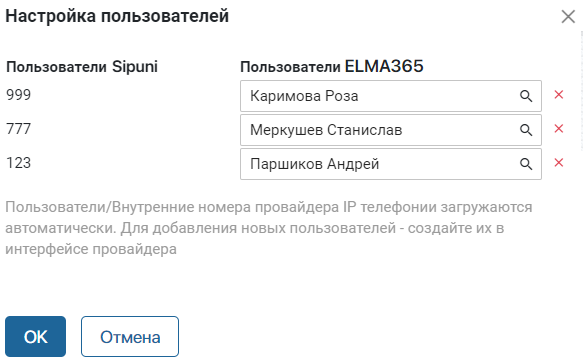 Настройка пользователей
Пользователи Sipuni Пользователи ELMA365
999 Каримова Роза
777 Меркушев Станислав
123 Паршиков Андрей
Пользователи/Внутренние номера провайдера IP телефонии загружаются
автоматически. Для добавления новых пользователей - создайте их в
интерфейсе провайдера
ОК Отмена